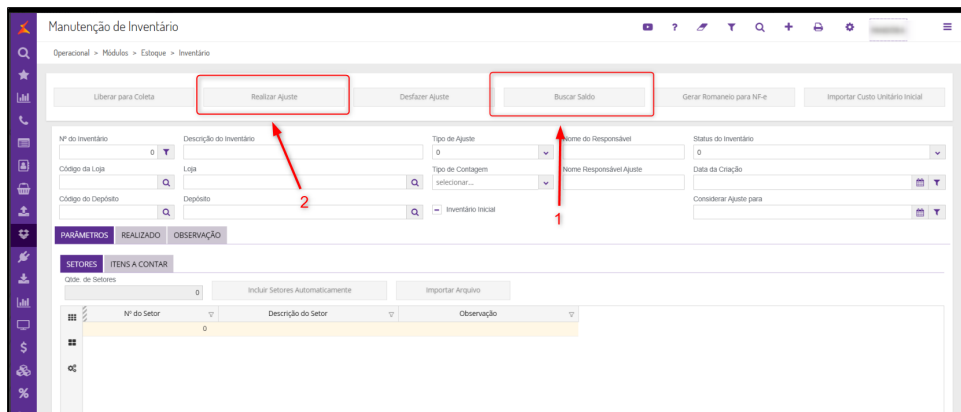 Manutenção de Inventário
?
Operacional > Módulos > Estoque > Inventário
Liberar para Coleta
Realizar Ajuste
Desfazer Ajuste
Buscar Saldo
Gerar Romaneio para NF-e
Importar Custo Unitário Inicial
Nº do Inventário
Descrição do Inventário
Tipo de Ajuste
Nome do Responsável
Status do Inventário
0
0
0
Código da Loja
Loja
Tipo de Contagem
Nome Responsável Ajuste
Data da Criação
selecionar...
Código do Depósito
Depósito
Inventário Inicial
Considerar Ajuste para
2
1
PARÂMETROS
REALIZADO
OBSERVAÇÃO
SETORES
ITENS A CONTAR
Qtde. de Setores
0
Incluir Setores Automaticamente
Importar Arquivo
Nº do Setor
Descrição do Setor
Observação
0